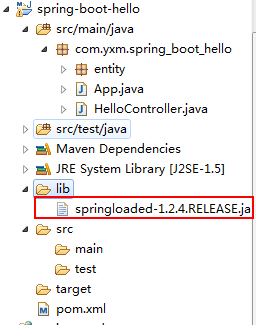 spring-boot-hello
src/main/java
com.yxm.spring_boot_hello
entity
App.java
HelloController.java
src/test/java
Maven Dependencies
JRE System Library [J2SE-1.5]
lib
springloaded-1.2.4.RELEASE.ja
src
main
test
target
pom.xml